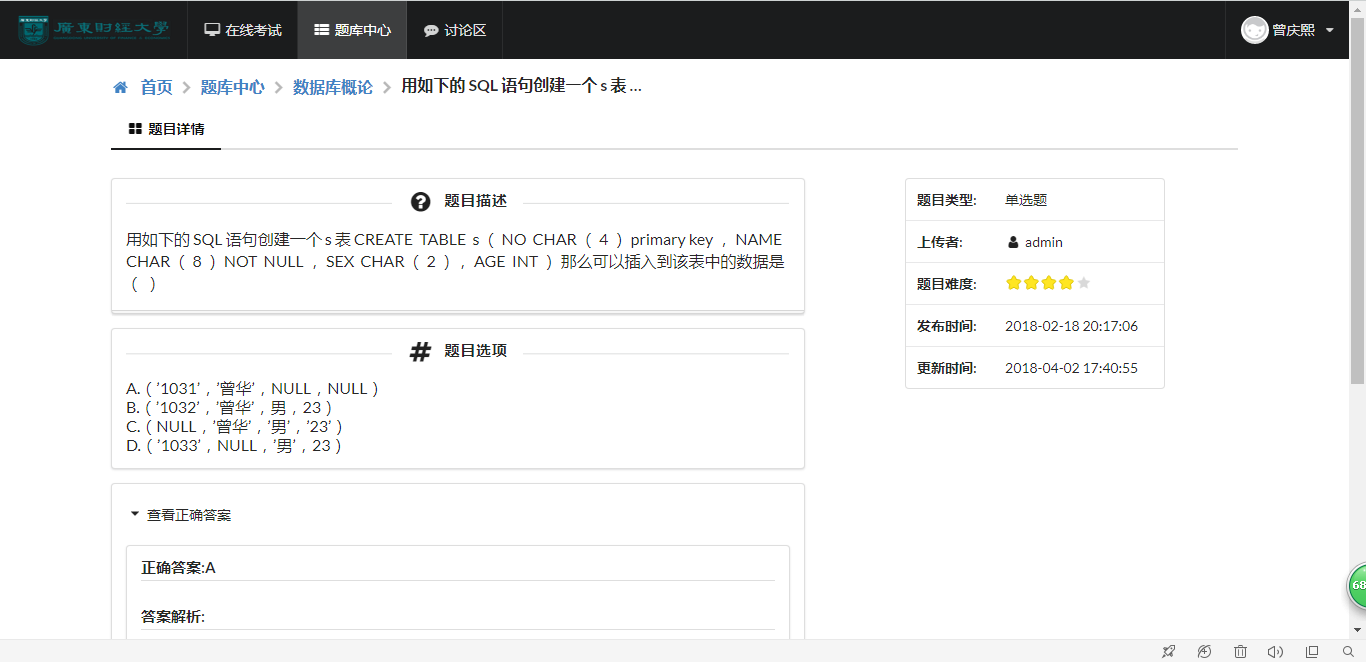 廣東财经大學
在线考试
题库中心
讨论区
曾庆熙
首页 题库中心 数据库概论 用如下的 SQL 语句创建一个 s 表 ...
题目详情
题目描述
用如下的 SQL 语句创建一个 s 表 CREATE TABLE s （ NO CHAR （ 4 ） primary key ， NAME
CHAR （ 8 ） NOT NULL ， SEX CHAR （ 2 ） ， AGE INT ） 那么可以插入到该表中的数据是
（ ）
题目选项
A.（ ’1031’，’曾华’，NULL，NULL ）
B.（ ’1032’，’曾华’，男，23 ）
C.（ NULL，’曾华’，’男’，’23’ ）
D.（ ’1033’，NULL，’男’，23 ）
查看正确答案
正确答案:A
答案解析:
题目类型: 单选题
上传者: admin
题目难度:
发布时间: 2018-02-18 20:17:06
更新时间: 2018-04-02 17:40:55
68